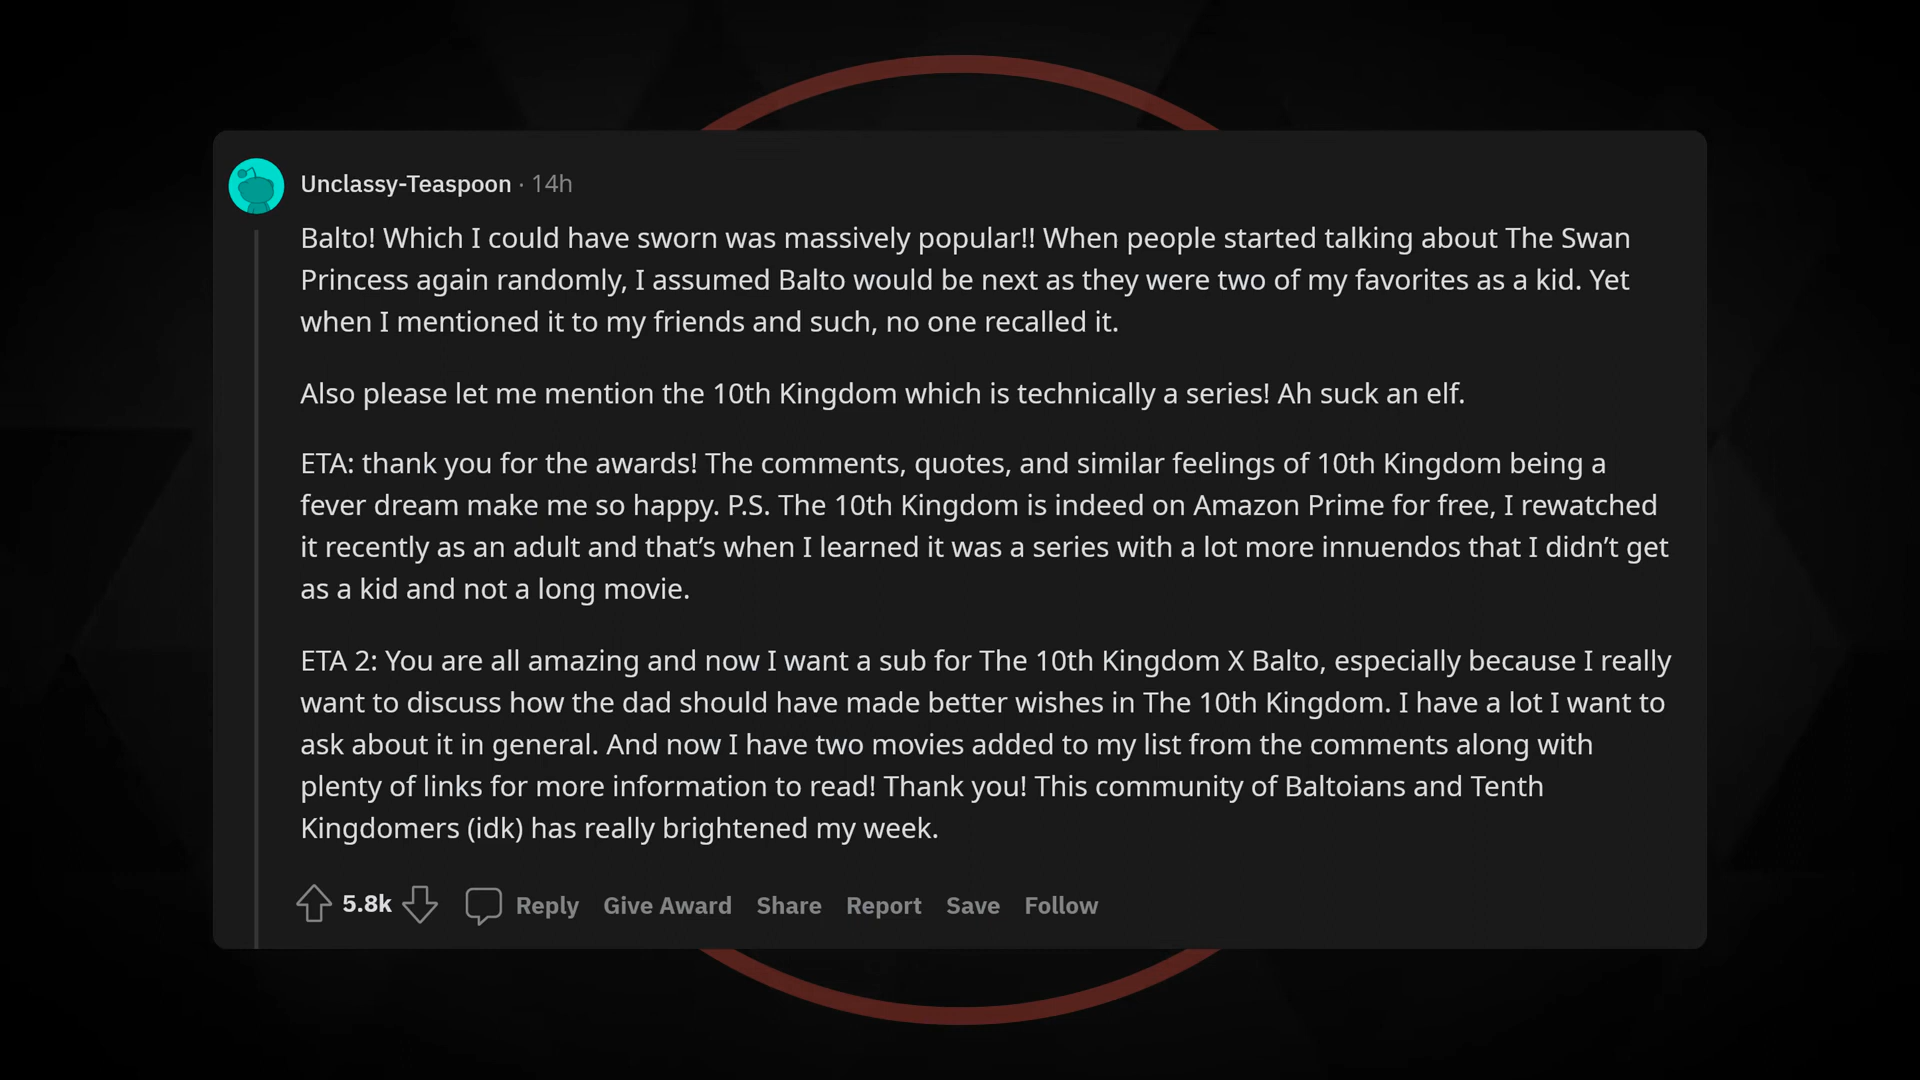 Unclassy-Teaspoon · 14h
Balto! Which I could have sworn was massively popular!! When people started talking about The Swan
Princess again randomly, I assumed Balto would be next as they were two of my favorites as a kid. Yet
when I mentioned it to my friends and such, no one recalled it.
Also please let me mention the 10th Kingdom which is technically a series! Ah suck an elf.
ETA: thank you for the awards! The comments, quotes, and similar feelings of 10th Kingdom being a
fever dream make me so happy. P.S. The 10th Kingdom is indeed on Amazon Prime for free, I rewatched
it recently as an adult and that’s when I learned it was a series with a lot more innuendos that I didn’t get
as a kid and not a long movie.
ETA 2: You are all amazing and now I want a sub for The 10th Kingdom X Balto, especially because I really
want to discuss how the dad should have made better wishes in The 10th Kingdom. I have a lot I want to
ask about it in general. And now I have two movies added to my list from the comments along with
plenty of links for more information to read! Thank you! This community of Baltoians and Tenth
Kingdomers (idk) has really brightened my week.
5.8k Reply Give Award Share Report Save Follow